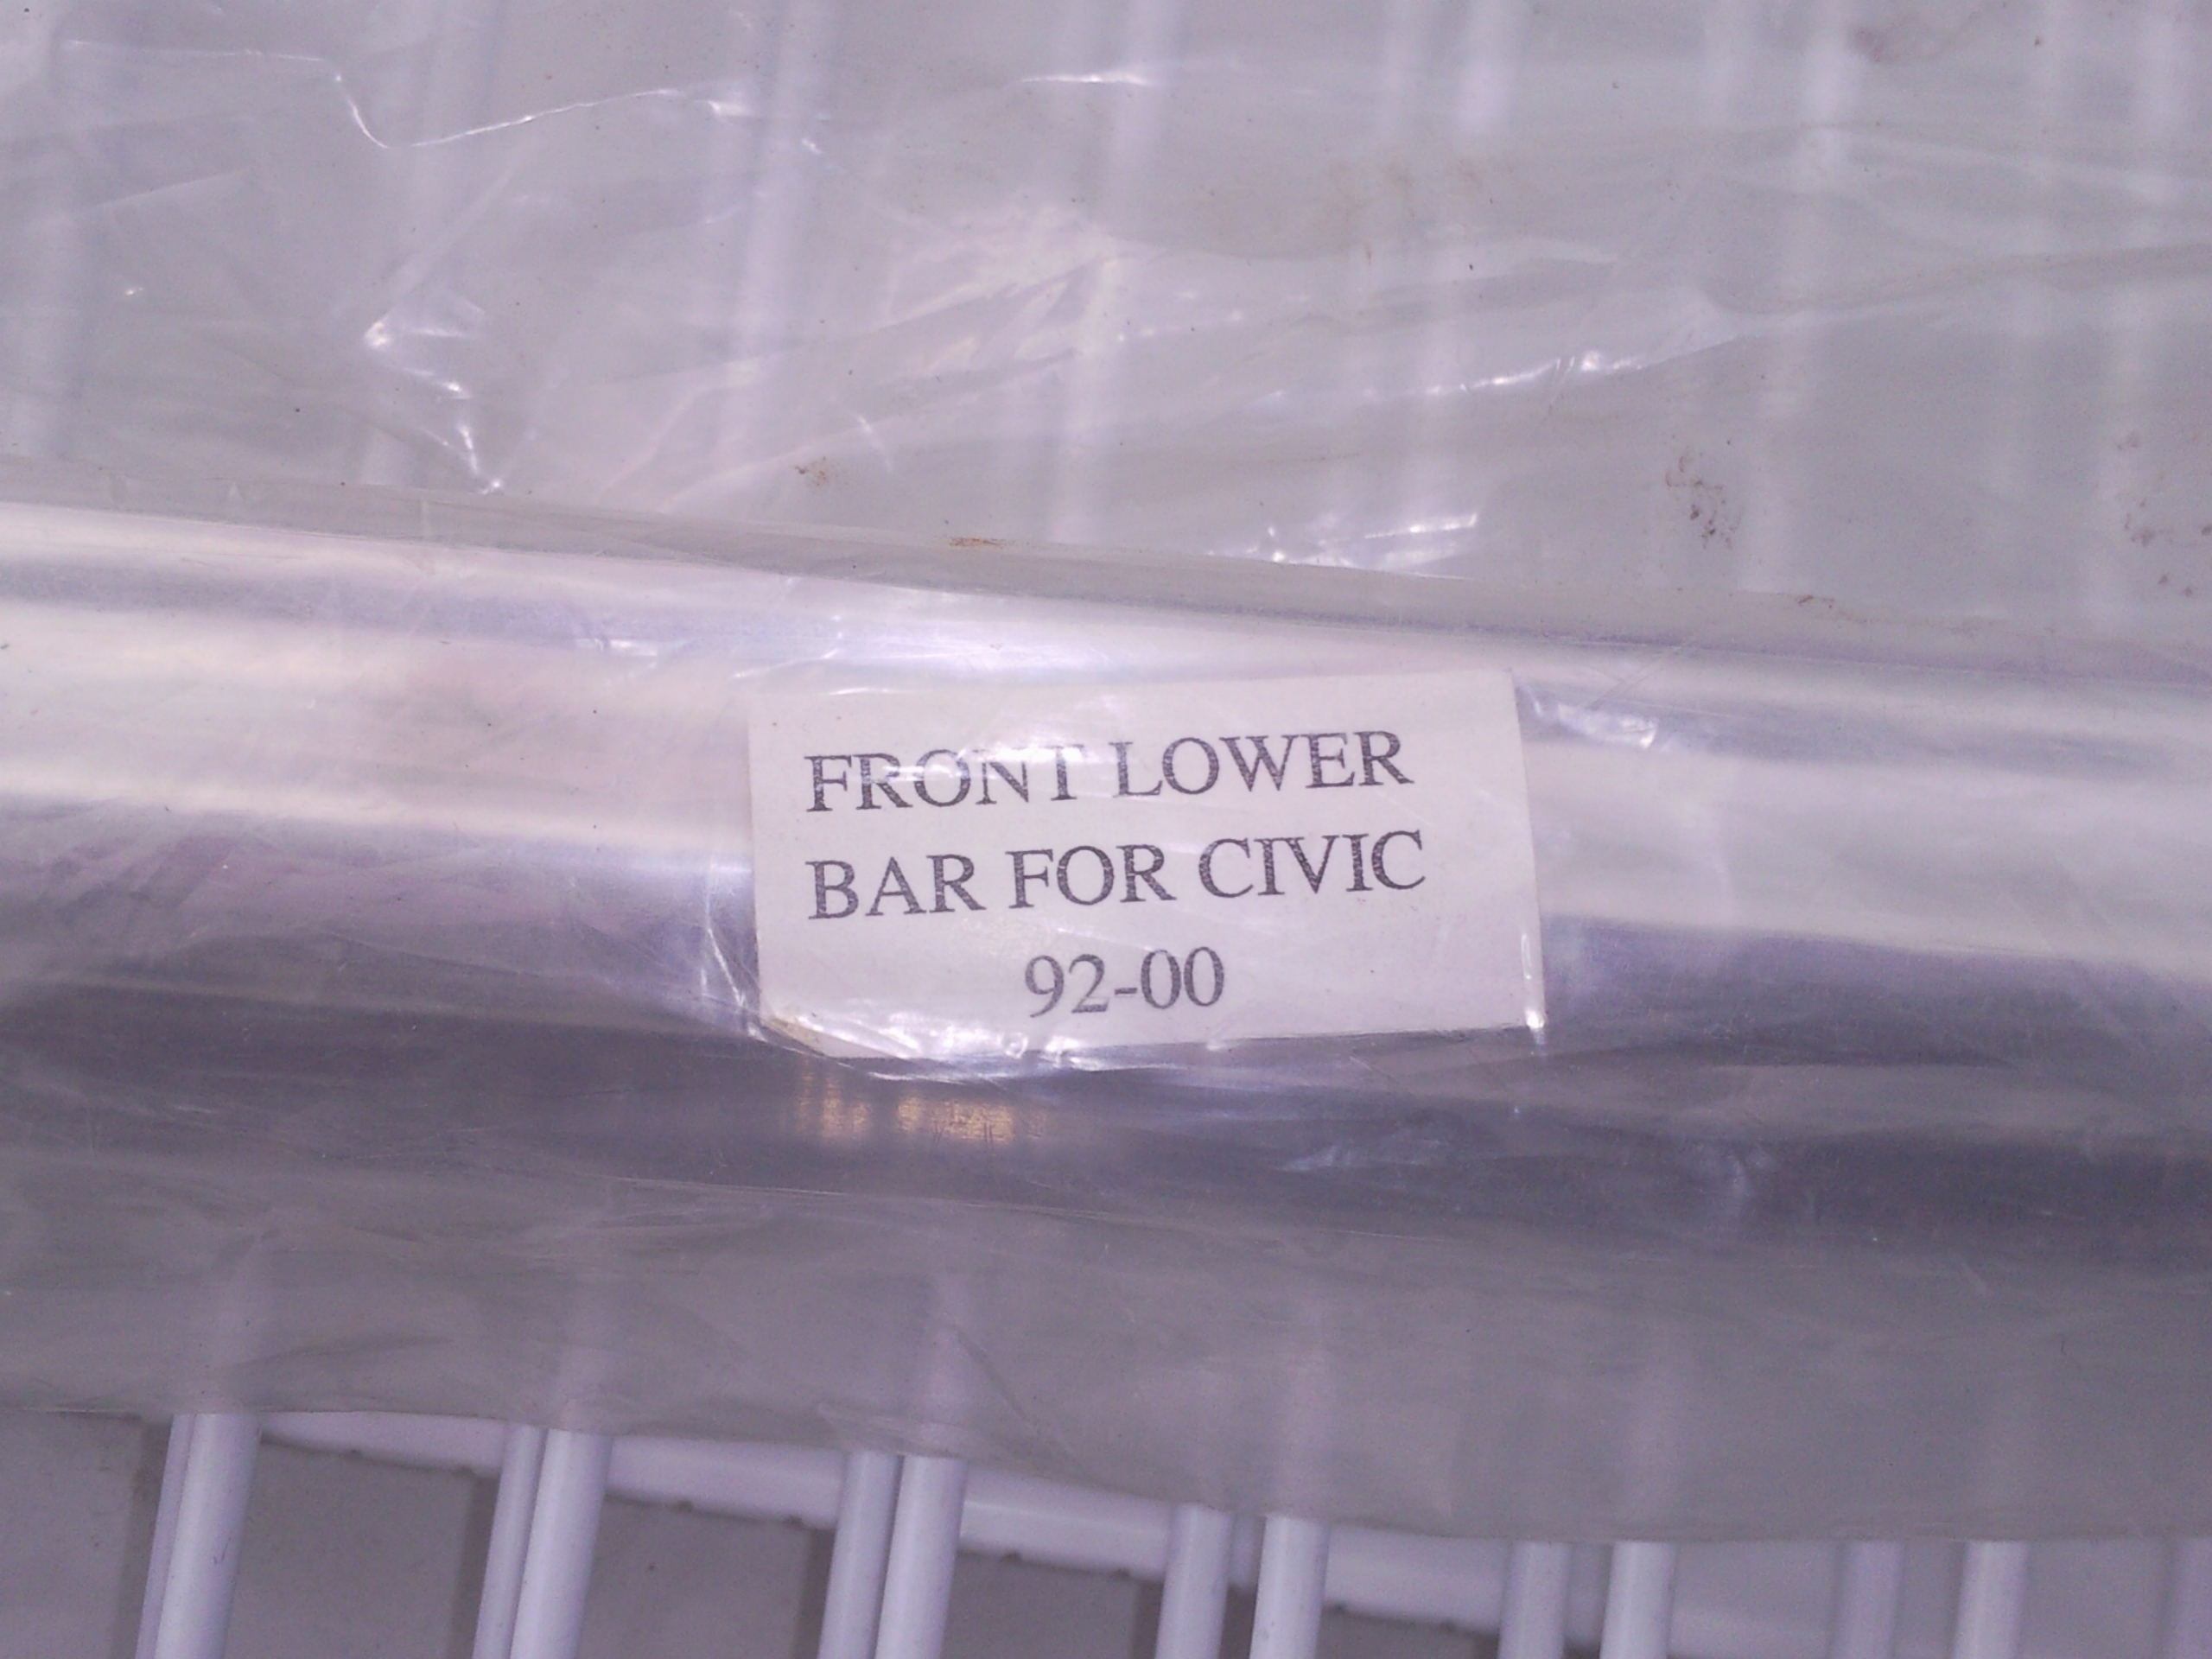 FRONT LOWER
BAR FOR CIVIC
92-00